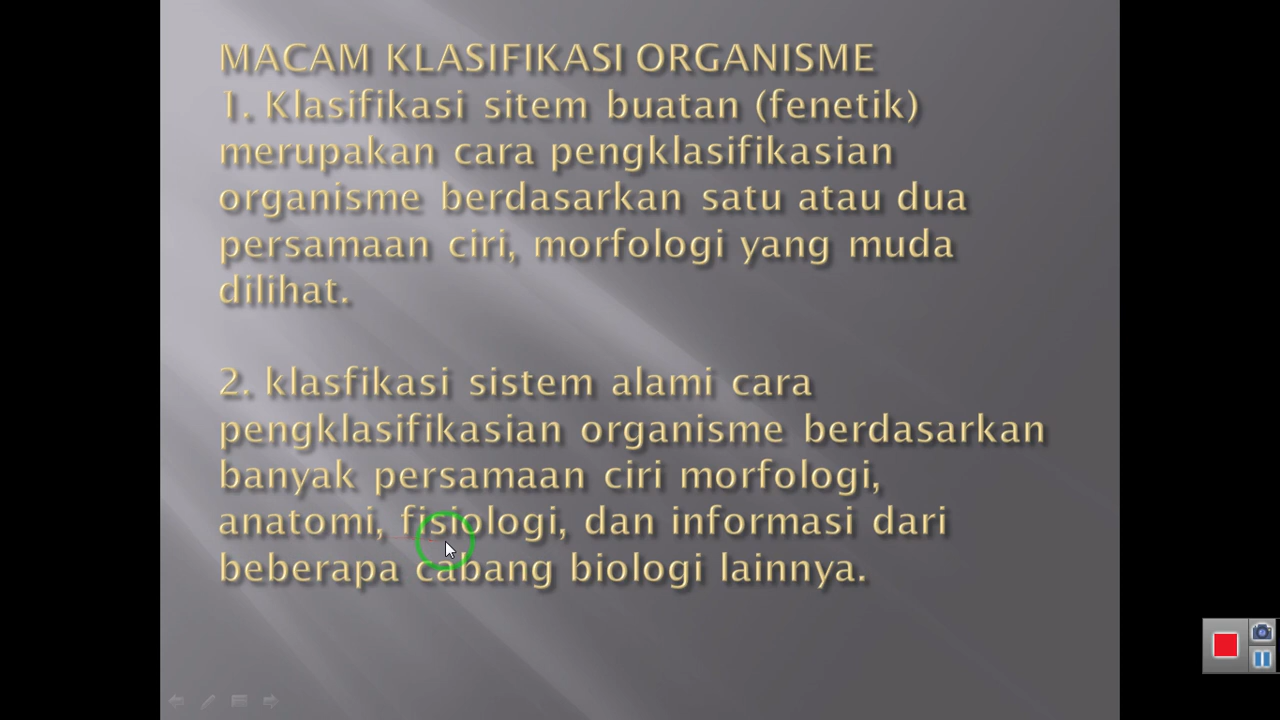 MACAM KLASIFIKASI ORGANISME
1. Klasifikasi sitem buatan (fenetik)
merupakan cara pengklasifikasian
organisme berdasarkan satu atau dua
persamaan ciri, morfologi yang muda
dilihat.
2. klasfikasi sistem alami cara
pengklasifikasian organisme berdasarkan
banyak persamaan ciri morfologi,
anatomi, fisiologi, dan informasi dari
beberapa cabang biologi lainnya.